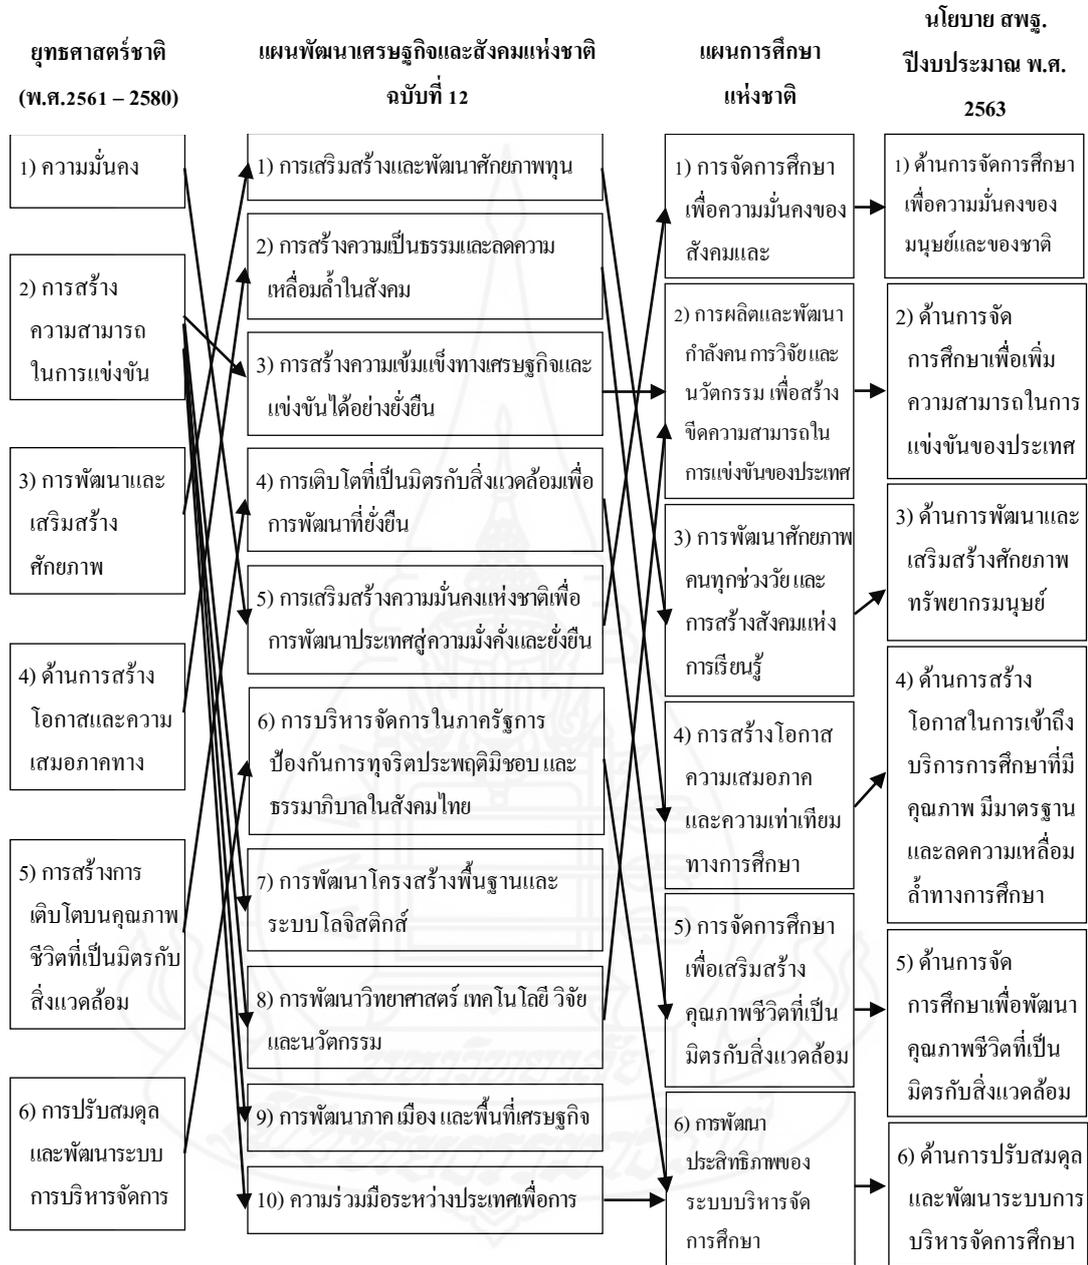 ยุทธศาสตร์ชาติ
(พ.ศ.2561 – 2580)
แผนพัฒนาเศรษฐกิจและสังคมแห่งชาติ
ฉบับที่ 12
แผนการศึกษา
แห่งชาติ
นโยบาย สพฐ.
ปีงบประมาณ พ.ศ.
2563
1) ความมั่นคง
2) การสร้าง
ความสามารถ
ในการแข่งขัน
3) การพัฒนาและ
เสริมสร้าง
ศักยภาพ
4) ด้านการสร้าง
โอกาสและความ
เสมอภาคทาง
5) การสร้างการ
เติบโตบนคุณภาพ
ชีวิตที่เป็นมิตรกับ
สิ่งแวดล้อม
6) การปรับสมดุล
และพัฒนาระบบ
การบริหารจัดการ
1) การเสริมสร้างและพัฒนาศักยภาพทุน
2) การสร้างความเป็นธรรมและลดความ
เหลื่อมล้ำในสังคม
3) การสร้างความเข้มแข็งทางเศรษฐกิจและ
แข่งขันได้อย่างยั่งยืน
4) การเติบโตที่เป็นมิตรกับสิ่งแวดล้อมเพื่อ
การพัฒนาที่ยั่งยืน
5) การเสริมสร้างความมั่นคงแห่งชาติเพื่อ
การพัฒนาประเทศสู่ความมั่งคั่งและยั่งยืน
6) การบริหารจัดการในภาครัฐการ
ป้องกันการทุจริตประพฤติมิชอบ และ
ธรรมาภิบาลในสังคมไทย
7) การพัฒนาโครงสร้างพื้นฐานและ
ระบบโลจิสติกส์
8) การพัฒนาวิทยาศาสตร์ เทคโนโลยี วิจัย
และนวัตกรรม
9) การพัฒนาภาค เมือง และพื้นที่เศรษฐกิจ
10) ความร่วมมือระหว่างประเทศเพื่อการ
1) การจัดการศึกษา
เพื่อความมั่นคงของ
สังคมและ
2) การผลิตและพัฒนา
กำลังคน การวิจัย และ
นวัตกรรม เพื่อสร้าง
ขีดความสามารถใน
การแข่งขันของประเทศ
3) การพัฒนาศักยภาพ
คนทุกช่วงวัย และ
การสร้างสังคมแห่ง
การเรียนรู้
4) การสร้างโอกาส
ความเสมอภาค
และความเท่าเทียม
ทางการศึกษา
5) การจัดการศึกษา
เพื่อเสริมสร้าง
คุณภาพชีวิตที่เป็น
มิตรกับสิ่งแวดล้อม
6) การพัฒนา
ประสิทธิภาพของ
ระบบบริหารจัด
การศึกษา
1) ด้านการจัดการศึกษา
เพื่อความมั่นคงของ
มนุษย์และของชาติ
2) ด้านการจัด
การศึกษาเพื่อเพิ่ม
ความสามารถในการ
แข่งขันของประเทศ
3) ด้านการพัฒนาและ
เสริมสร้างศักยภาพ
ทรัพยากรมนุษย์
4) ด้านการสร้าง
โอกาสในการเข้าถึง
บริการการศึกษาที่มี
คุณภาพ มีมาตรฐาน
และลดความเหลื่อม
ล้ำทางการศึกษา
5) ด้านการจัด
การศึกษาเพื่อพัฒนา
คุณภาพชีวิตที่เป็น
มิตรกับสิ่งแวดล้อม
6) ด้านการปรับสมดุล
และพัฒนาระบบการ
บริหารจัดการศึกษา